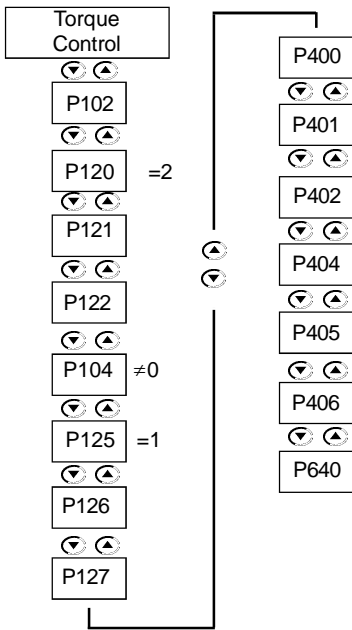 Torque
Control
P102
P120 =2
P121
P122
P104 ≠0
P125 =1
P126
P127
P400
P401
P402
P404
P405
P406
P640